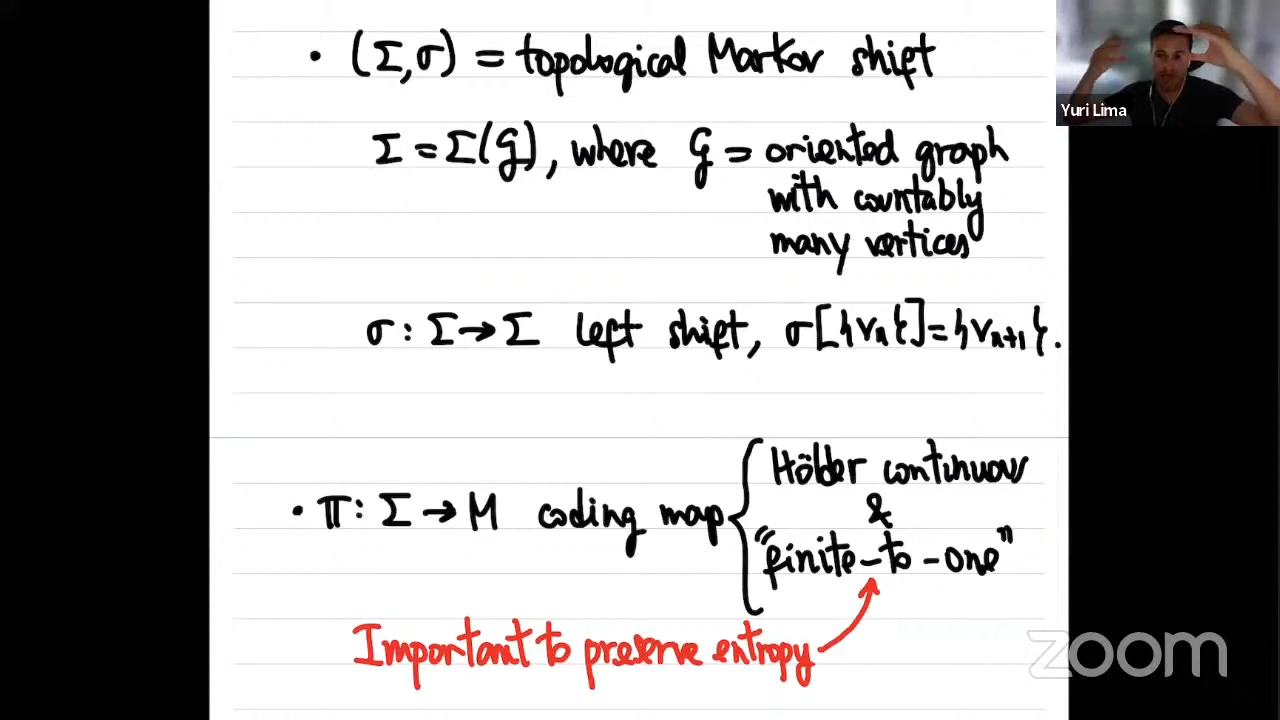 • (Σ,σ) = topological Markov shift
Yuri Lima
Σ = Σ(G), where G = oriented graph
with countably
many vertices
σ: Σ → Σ left shift, σ[{vₙ}]={vₙ₊₁}.
• π: Σ → M coding map { Hölder continuous
&
"finite-to-one"
Important to preserve entropy
zoom